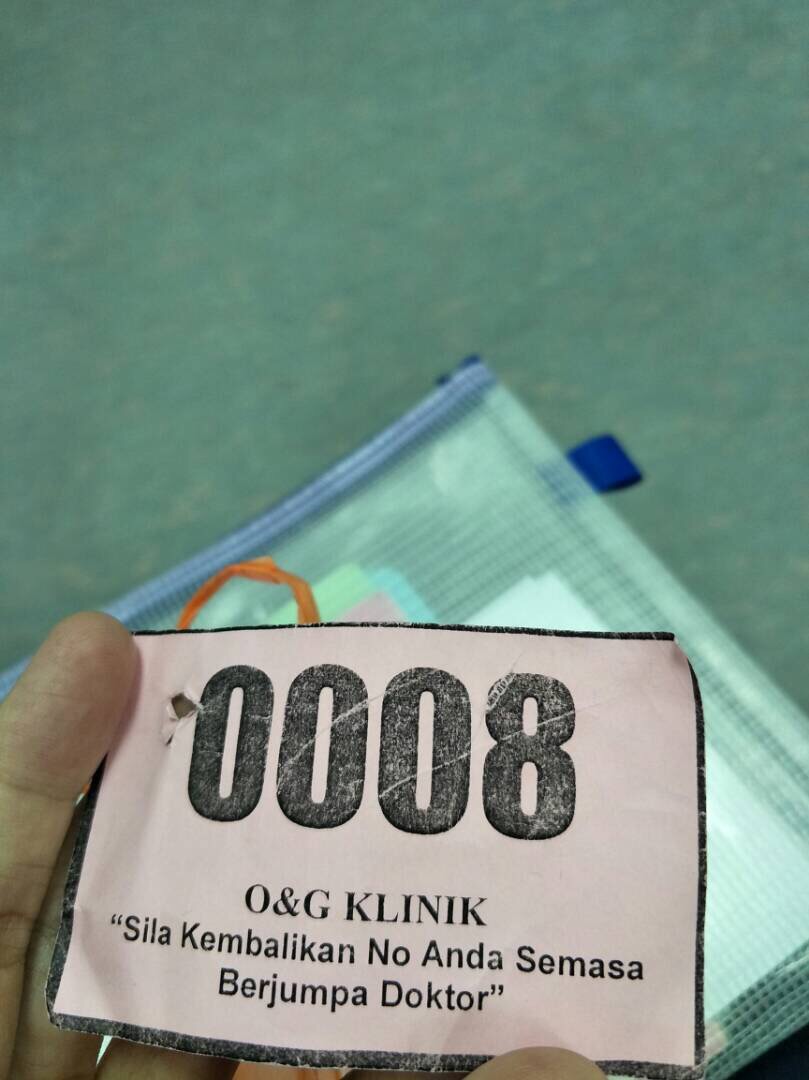 0008
O&G KLINIK
“Sila Kembalikan No Anda Semasa
Berjumpa Doktor”